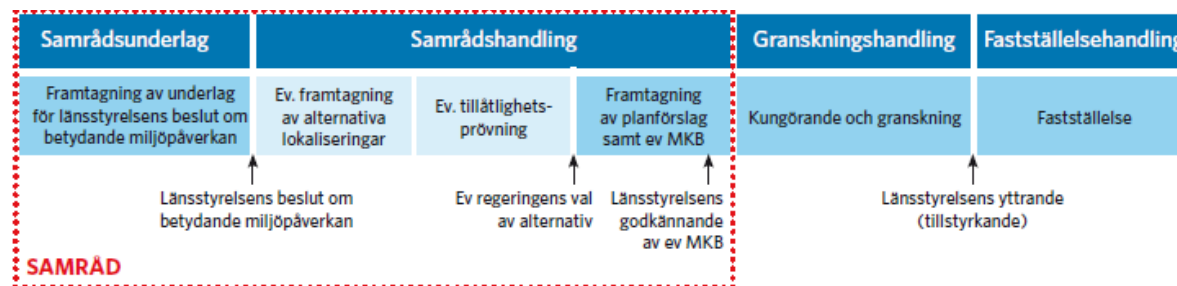 Samrådsunderlag
Samrådshandling
Granskningshandling
Fastställelsehandling
Framtagning av underlag
för länsstyrelsens beslut om
betydande miljöpåverkan
Ev. framtagning
av alternativa
lokaliseringar
Ev. tillåtlighets-
prövning
Framtagning
av planförslag
samt ev MKB
Kungörande och granskning
Fastställelse
Länsstyrelsens beslut om
betydande miljöpåverkan
Ev regeringens val
av alternativ
Länsstyrelsens
godkännande
av ev MKB
Länsstyrelsens yttrande
(tillstyrkande)
SAMRÅD